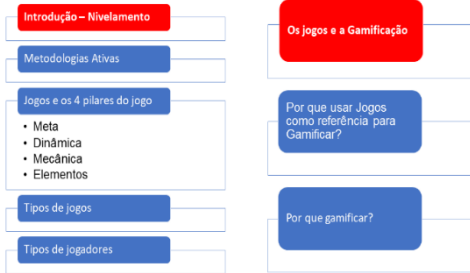 Introdução – Nivelamento
Metodologias Ativas
Jogos e os 4 pilares do jogo
• Meta
• Dinâmica
• Mecânica
• Elementos
Tipos de jogos
Tipos de jogadores
Os jogos e a Gamificação
Por que usar Jogos
como referência para
Gamificar?
Por que gamificar?